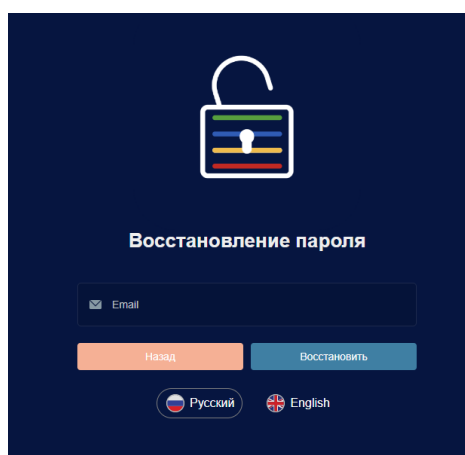 Восстановление пароля
Email
Назад Восстановить
Русский English